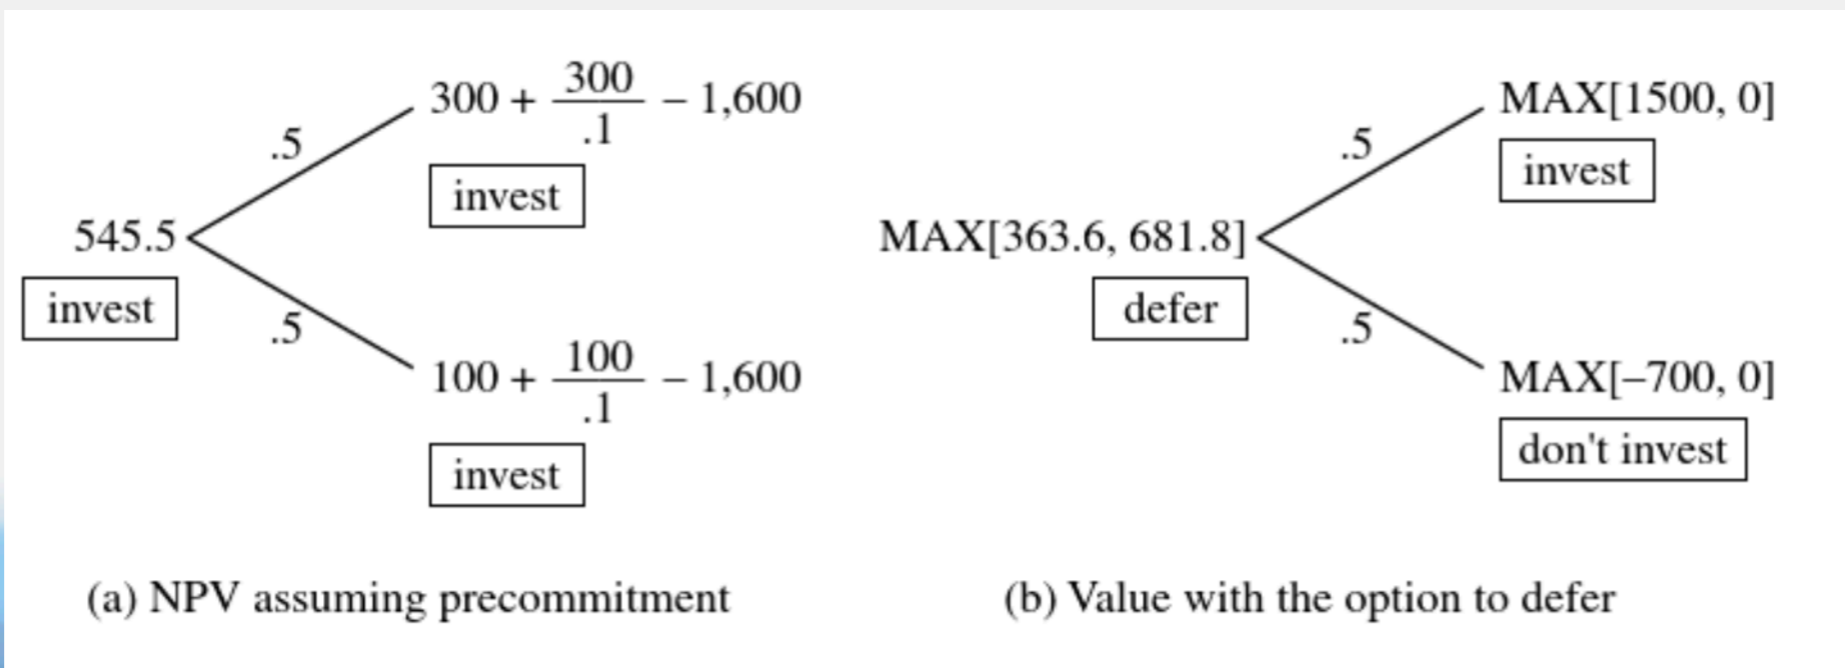 300 + 300/.1 – 1,600
.5
invest
545.5
invest
.5
100 + 100/.1 – 1,600
invest
(a) NPV assuming precommitment
MAX[1500, 0]
.5
invest
MAX[363.6, 681.8]
defer
.5
MAX[–700, 0]
don't invest
(b) Value with the option to defer